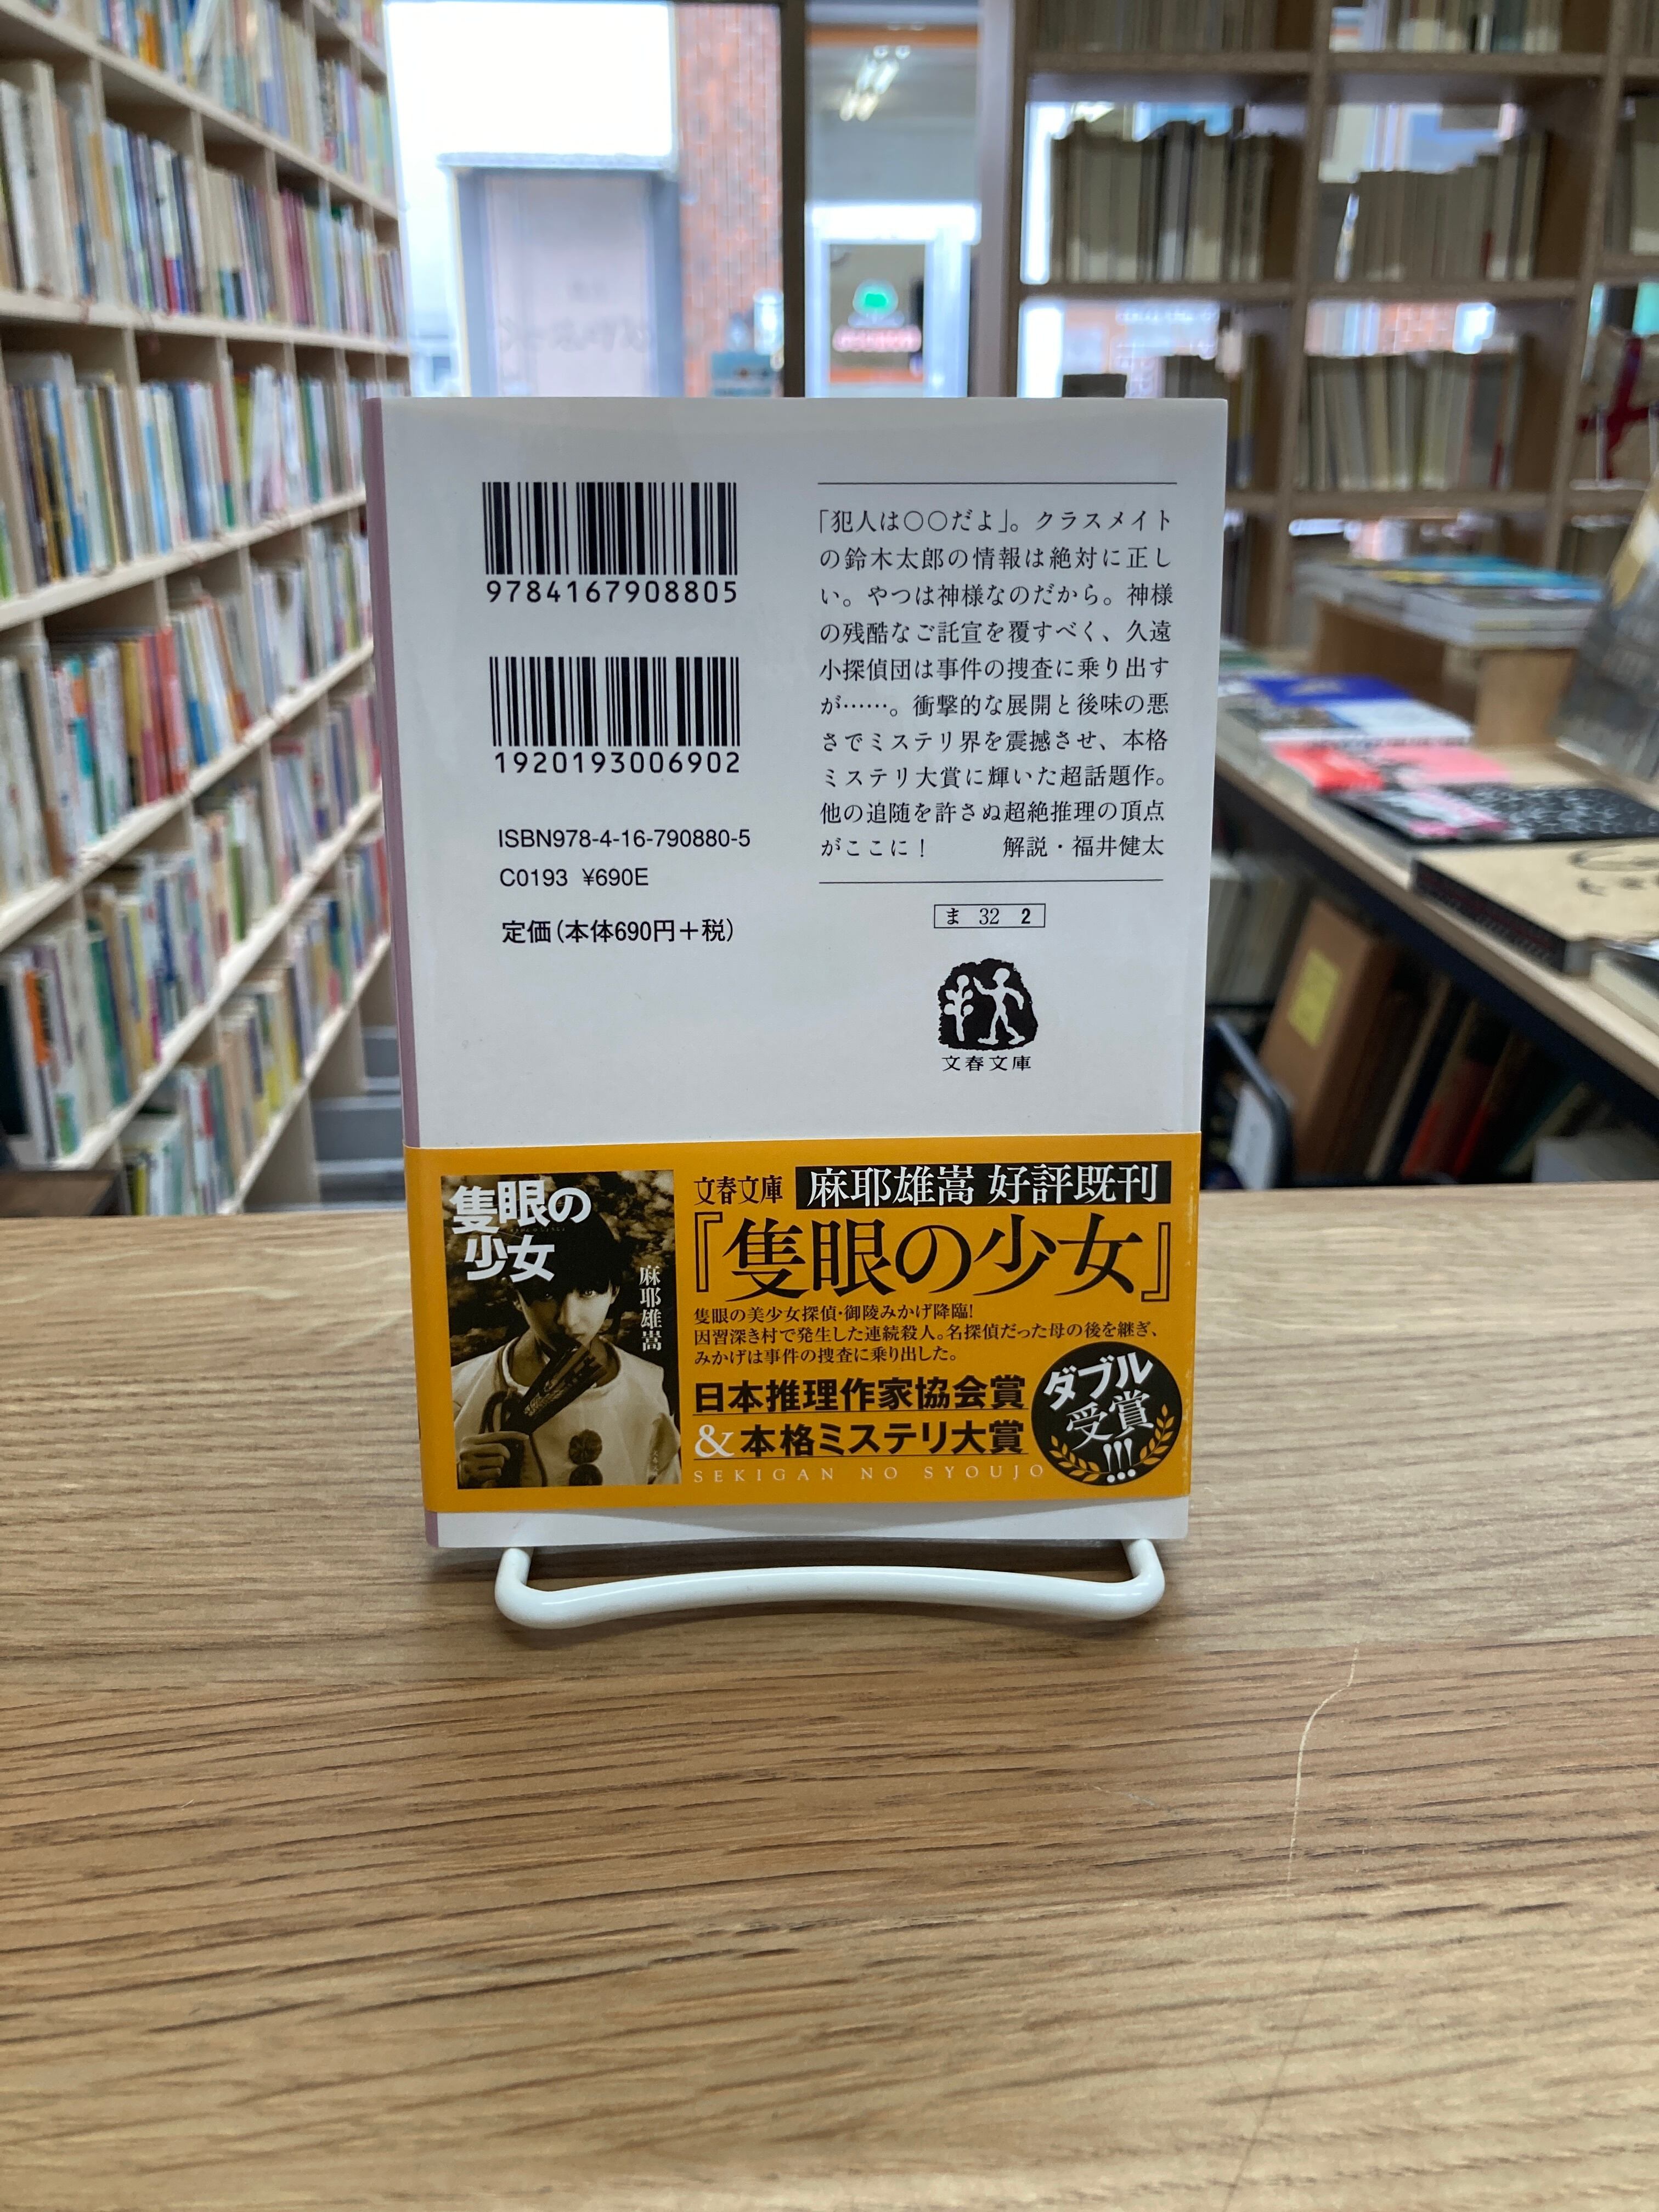 9784167908805
1920193006902
ISBN978-4-16-790880-5
C0193 ¥690E
定価(本体690円+税)
「犯人は○○だよ」。クラスメイト
の鈴木太郎の情報は絶対に正し
い。やつは神様なのだから。神様
の残酷なご託宣を覆すべく、久遠
小探偵団は事件の捜査に乗り出す
が……。衝撃的な展開と後味の悪
さでミステリ界を震撼させ、本格
ミステリ大賞に輝いた超話題作。
他の追随を許さぬ超絶推理の頂点
がここに！ 解説・福井健太
ま 32 2
文春文庫
隻眼の
少女
麻耶雄嵩
文春文庫 麻耶雄嵩 好評既刊
『隻眼の少女』
隻眼の美少女探偵・御陵みかげ降臨!
因習深き村で発生した連続殺人。名探偵だった母の後を継ぎ、
みかげは事件の捜査に乗り出した。
日本推理作家協会賞
&本格ミステリ大賞
SEKIGAN NO SYOUJO
ダブル
受賞
!!!